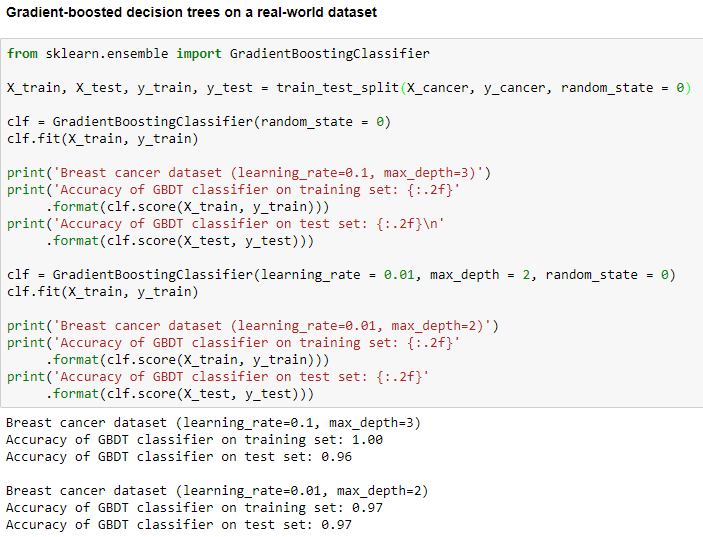 Gradient-boosted decision trees on a real-world dataset
from sklearn.ensemble import GradientBoostingClassifier
X_train, X_test, y_train, y_test = train_test_split(X_cancer, y_cancer, random_state = 0)
clf = GradientBoostingClassifier(random_state = 0)
clf.fit(X_train, y_train)
print('Breast cancer dataset (learning_rate=0.1, max_depth=3)')
print('Accuracy of GBDT classifier on training set: {:.2f}'
     .format(clf.score(X_train, y_train)))
print('Accuracy of GBDT classifier on test set: {:.2f}\n'
     .format(clf.score(X_test, y_test)))
clf = GradientBoostingClassifier(learning_rate = 0.01, max_depth = 2, random_state = 0)
clf.fit(X_train, y_train)
print('Breast cancer dataset (learning_rate=0.01, max_depth=2)')
print('Accuracy of GBDT classifier on training set: {:.2f}'
     .format(clf.score(X_train, y_train)))
print('Accuracy of GBDT classifier on test set: {:.2f}'
     .format(clf.score(X_test, y_test)))
Breast cancer dataset (learning_rate=0.1, max_depth=3)
Accuracy of GBDT classifier on training set: 1.00
Accuracy of GBDT classifier on test set: 0.96
Breast cancer dataset (learning_rate=0.01, max_depth=2)
Accuracy of GBDT classifier on training set: 0.97
Accuracy of GBDT classifier on test set: 0.97